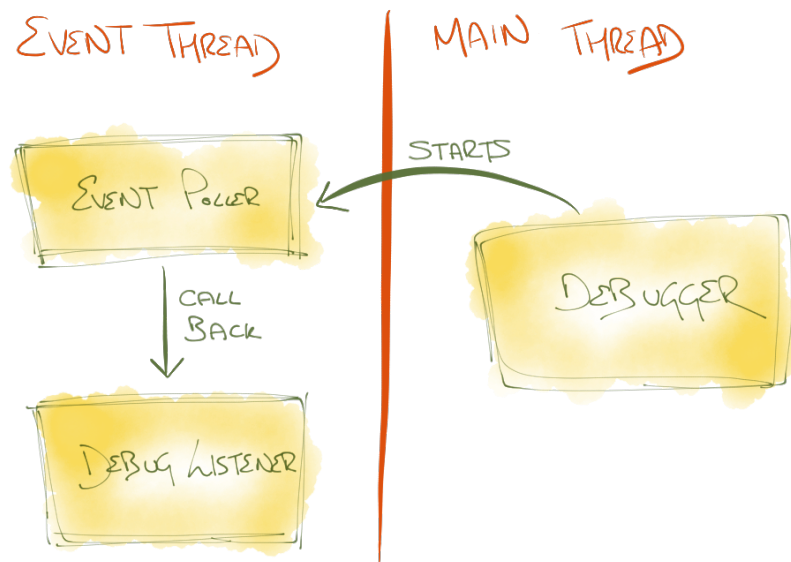 EVENT THREAD
MAIN THREAD
STARTS
EVENT POLLER
DEBUGGER
CALL
BACK
DEBUG LISTENER